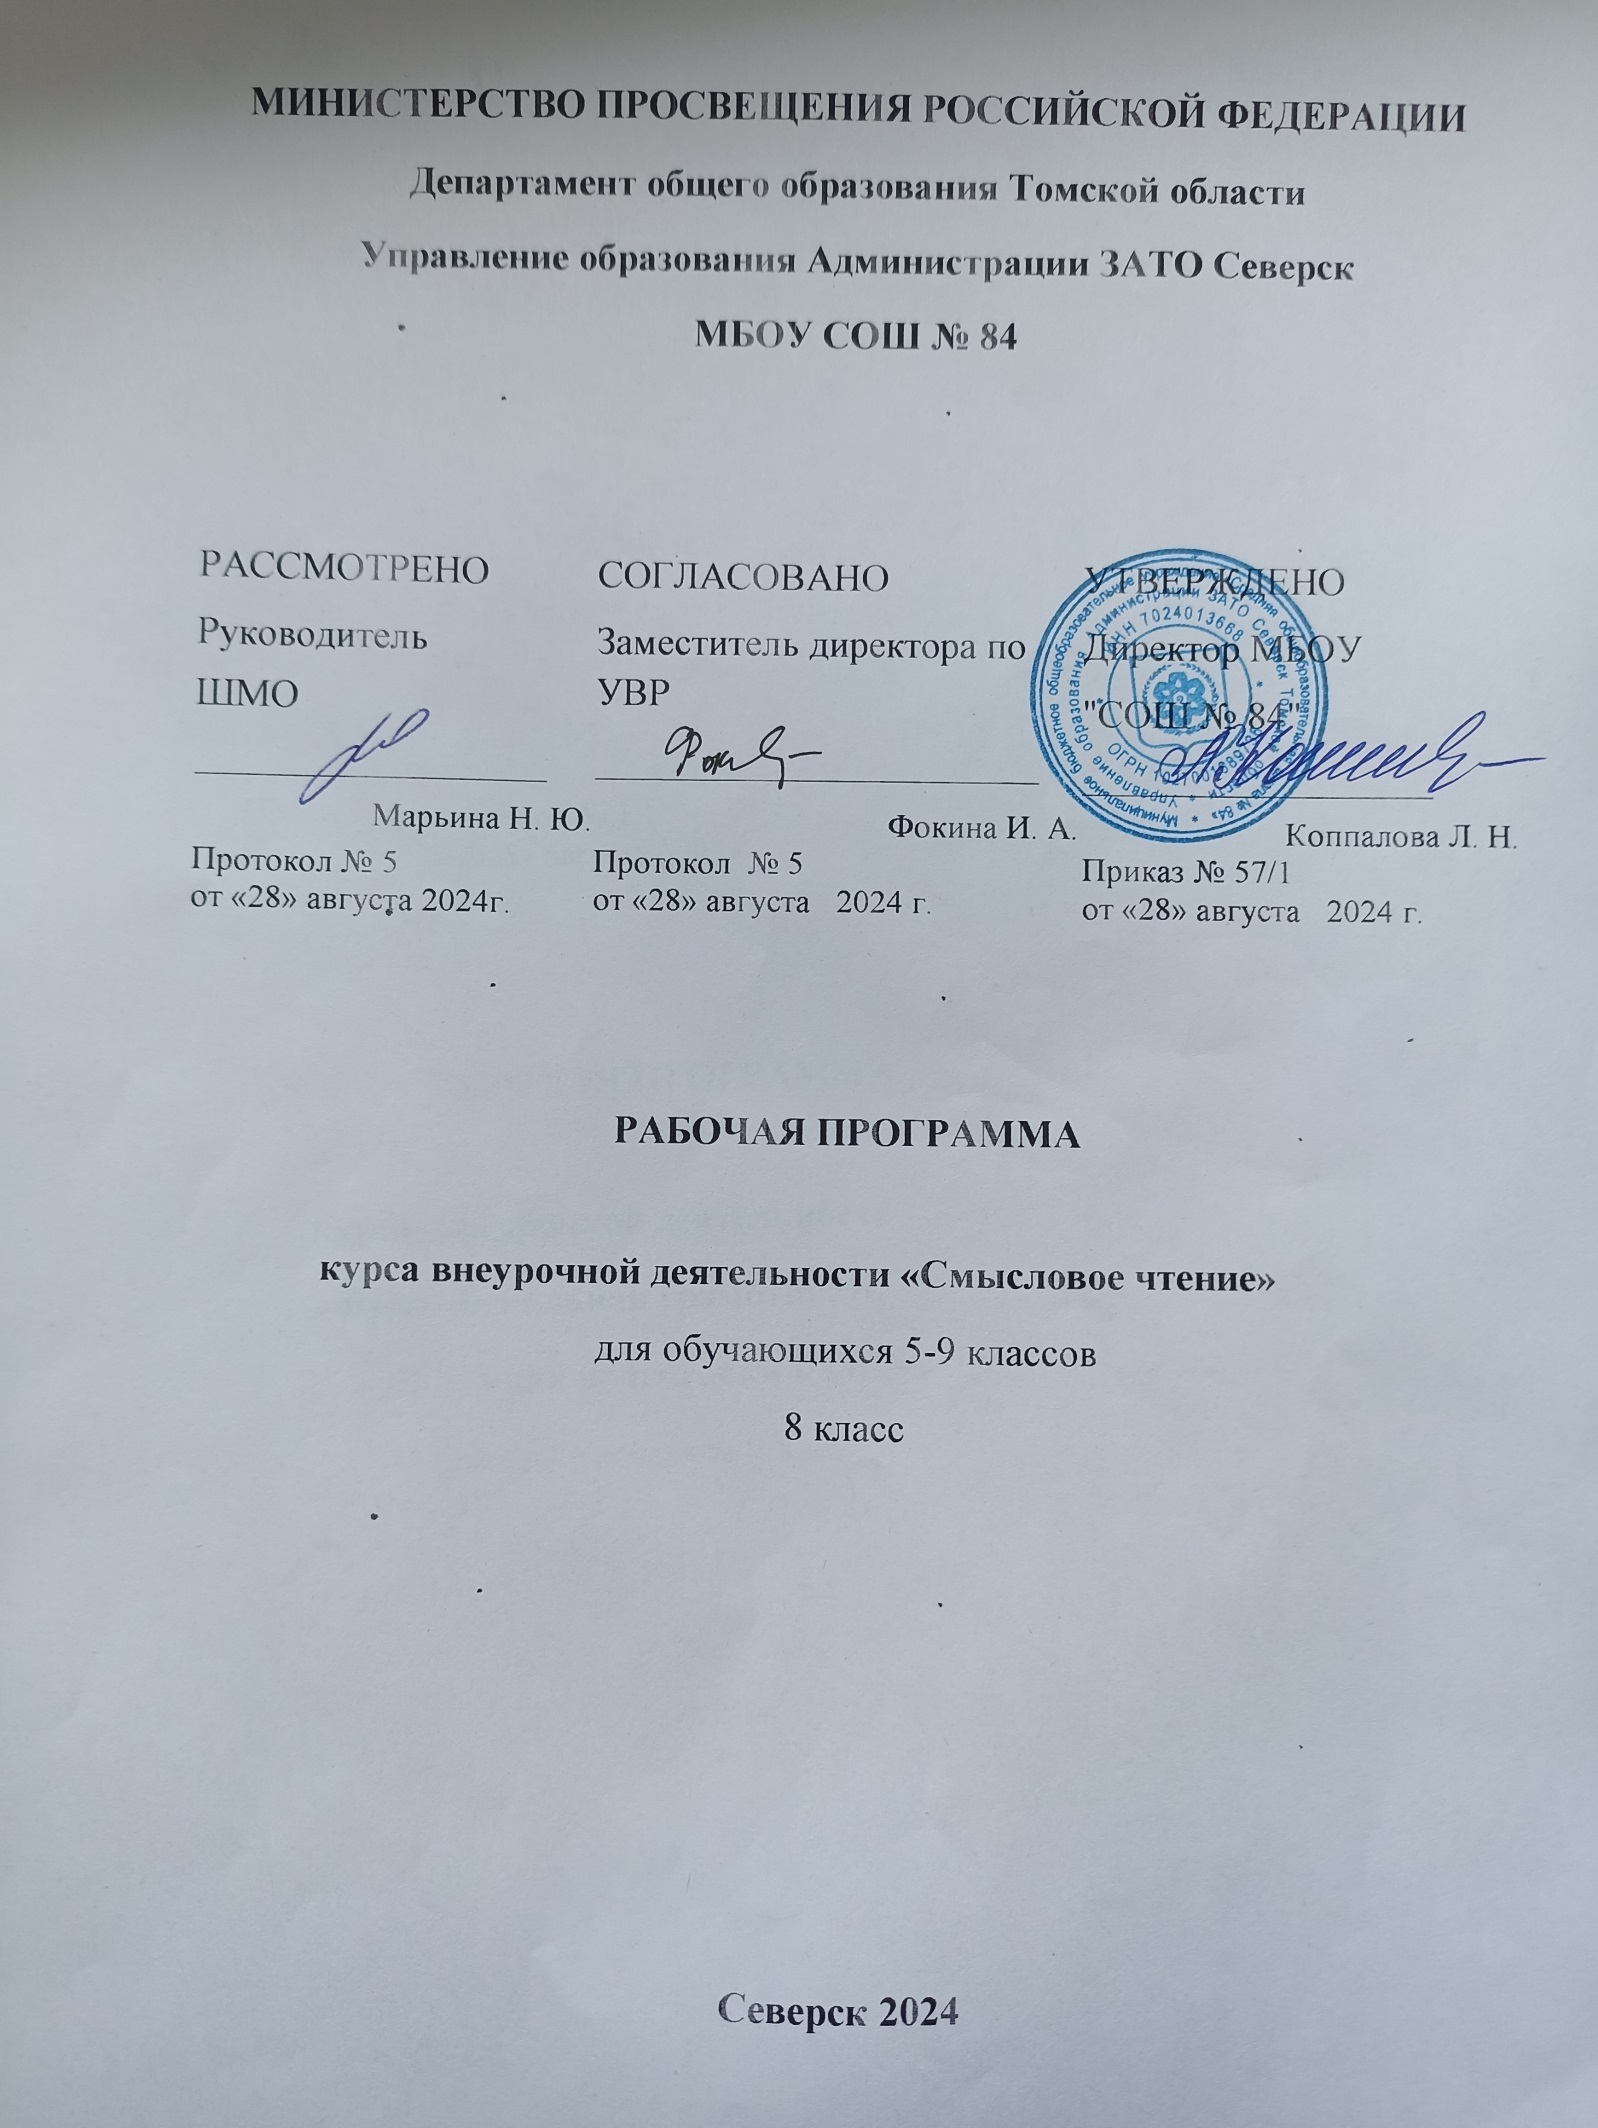 МИНИСТЕРСТВО ПРОСВЕЩЕНИЯ РОССИЙСКОЙ ФЕДЕРАЦИИ
Департамент общего образования Томской области
Управление образования Администрации ЗАТО Северск
МБОУ СОШ № 84
РАССМОТРЕНО
Руководитель
ШМО
Марьина Н. Ю.
Протокол № 5
от «28» августа 2024г.
СОГЛАСОВАНО
Заместитель директора по
УВР
Фокина И. А.
Протокол № 5
от «28» августа 2024 г.
УТВЕРЖДЕНО
Директор МБОУ
"СОШ № 84"
Коппалова Л. Н.
Приказ № 57/1
от «28» августа 2024 г.
ИНН 7024013668
РАБОЧАЯ ПРОГРАММА
курса внеурочной деятельности «Смысловое чтение»
для обучающихся 5-9 классов
8 класс
Северск 2024